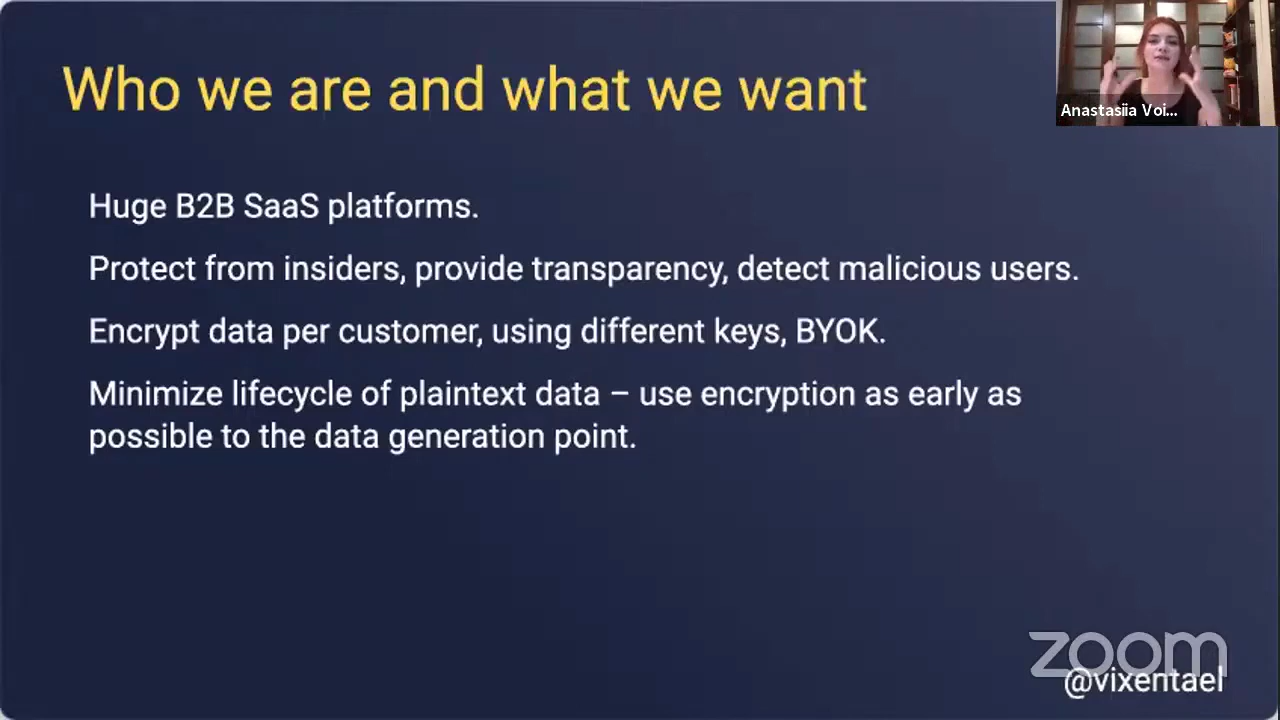 Who we are and what we want
Anastasiia Voi...
Huge B2B SaaS platforms.
Protect from insiders, provide transparency, detect malicious users.
Encrypt data per customer, using different keys, BYOK.
Minimize lifecycle of plaintext data – use encryption as early as
possible to the data generation point.
zoom
@vixentael